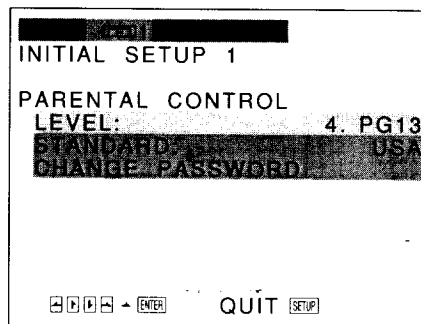 INITIAL SETUP 1
PARENTAL CONTROL
LEVEL: 4. PG13
STANDARD: USA
CHANGE PASSWORD
ENTER QUIT SETUP